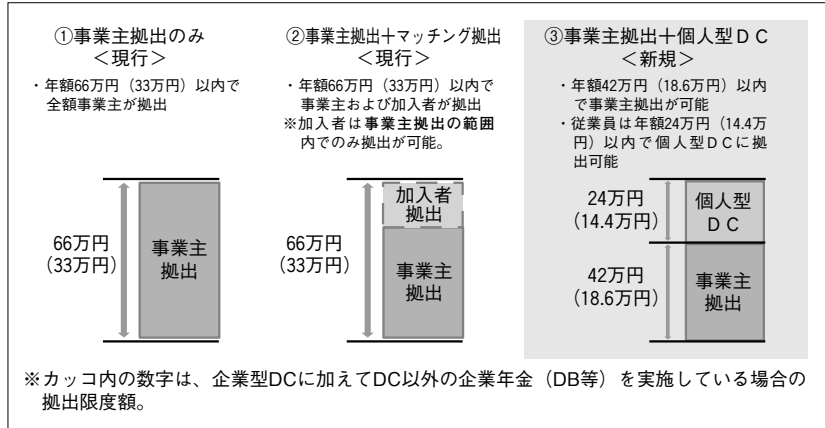 ①事業主拠出のみ
＜現行＞
・年額66万円（33万円）以内で
全額事業主が拠出
66万円
（33万円）
事業主
拠出
②事業主拠出＋マッチング拠出
＜現行＞
・年額66万円（33万円）以内で
事業主および加入者が拠出
※加入者は事業主拠出の範囲
内でのみ拠出が可能。
加入者
拠出
66万円
（33万円）
事業主
拠出
③事業主拠出＋個人型ＤＣ
＜新規＞
・年額42万円（18.6万円）以内
で事業主拠出が可能
・従業員は年額24万円（14.4万
円）以内で個人型ＤＣに拠
出可能
24万円
（14.4万円）
個人型
ＤＣ
42万円
（18.6万円）
事業主
拠出
※カッコ内の数字は、企業型DCに加えてDC以外の企業年金（DB等）を実施している場合の
拠出限度額。